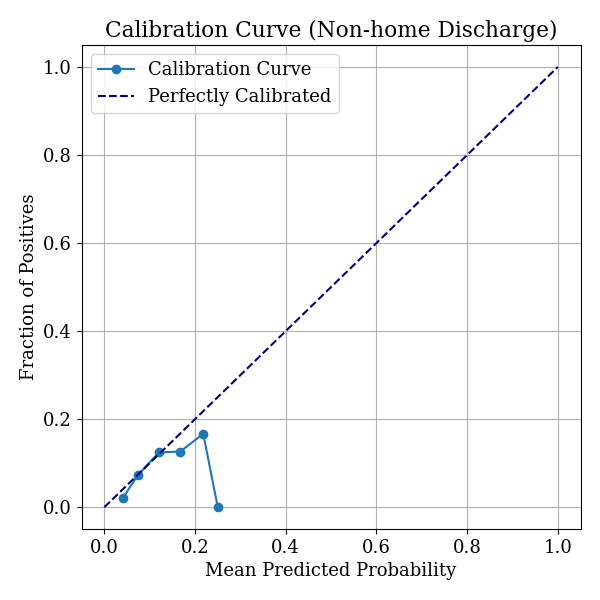 Calibration Curve (Non-home Discharge)
Calibration Curve
Perfectly Calibrated
1.0
0.8
0.6
0.4
0.2
0.0
Fraction of Positives
0.0 0.2 0.4 0.6 0.8 1.0
Mean Predicted Probability